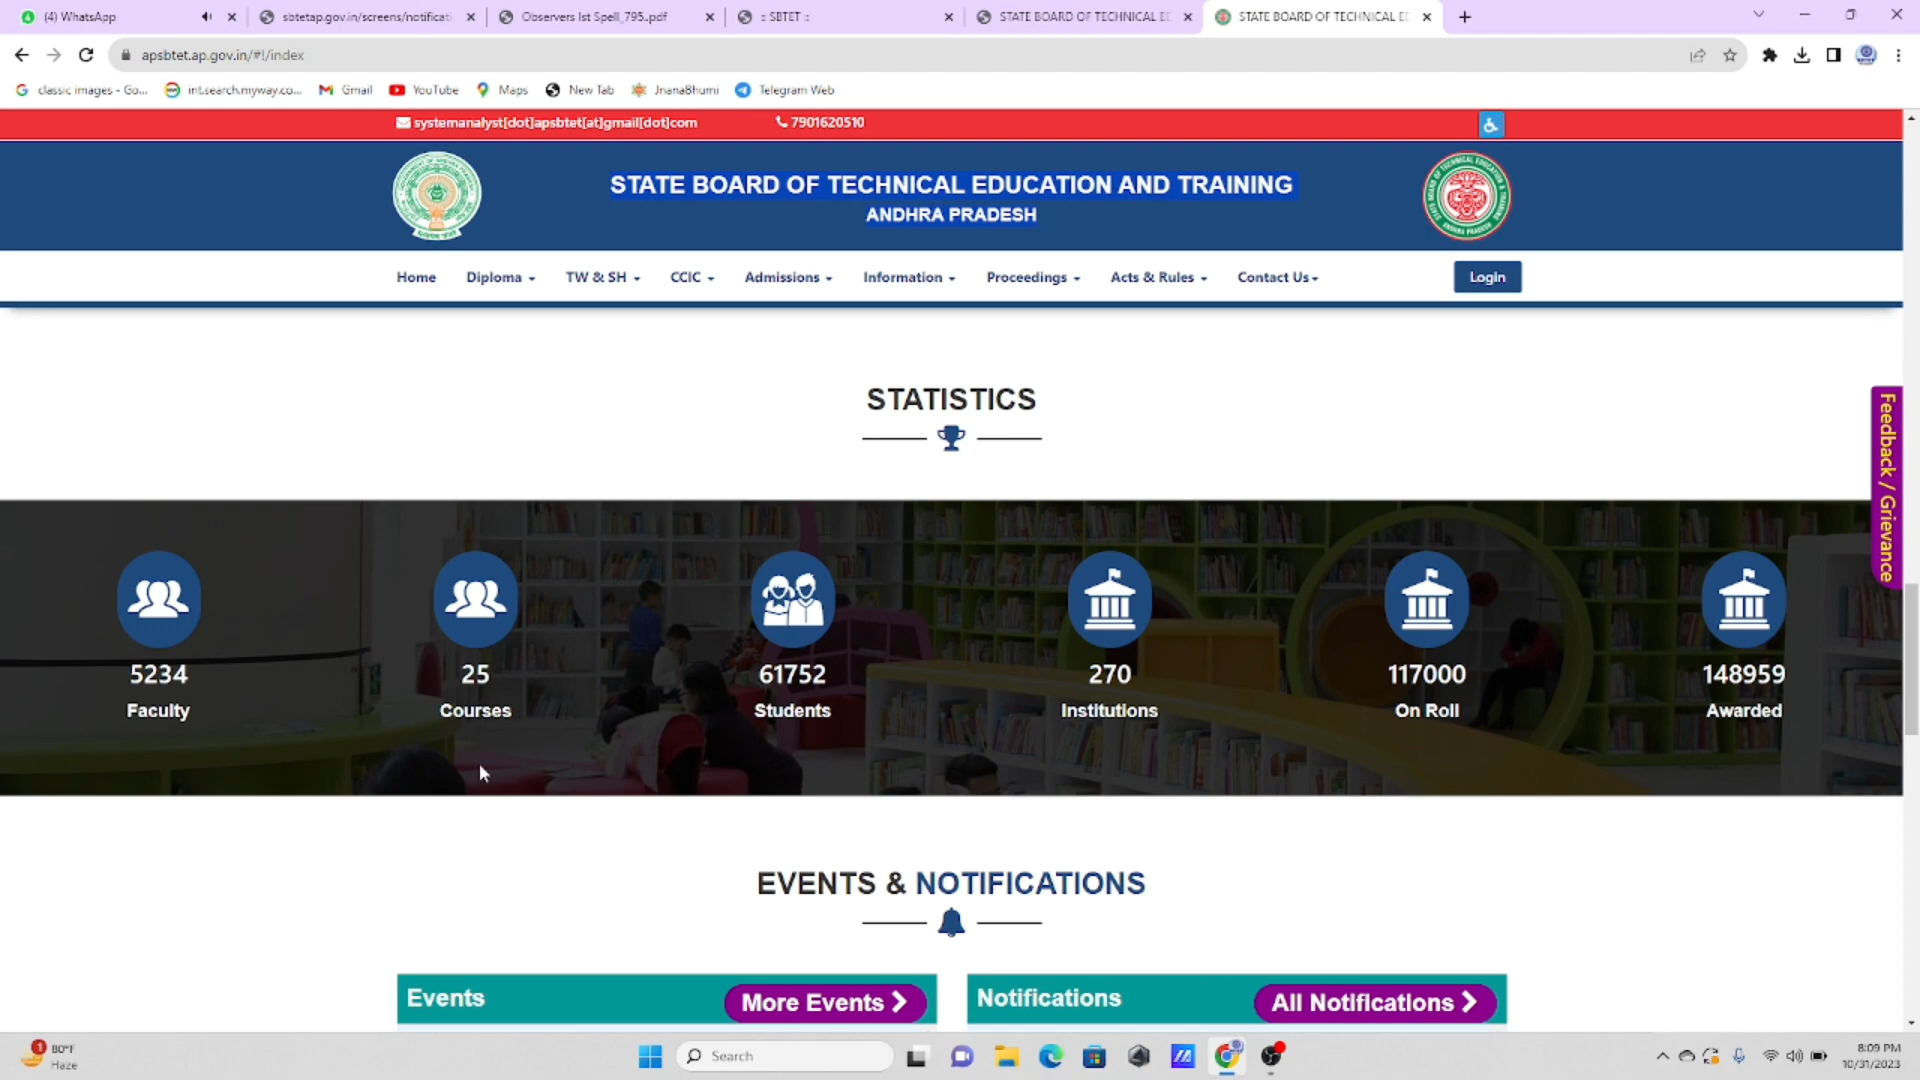 (4) WhatsApp
sbtetap.gov.in/screens/notificati
Observers Ist Spell_795..pdf
:: SBTET ::
STATE BOARD OF TECHNICAL E
STATE BOARD OF TECHNICAL E
apsbtet.ap.gov.in/#!/index
classic images - Go...
int.search.myway.co...
Gmail
YouTube
Maps
New Tab
JnanaBhumi
Telegram Web
systemanalyst[dot]apsbtet[at]gmail[dot]com
7901620510
STATE BOARD OF TECHNICAL EDUCATION AND TRAINING
ANDHRA PRADESH
Home
Diploma
TW & SH
CCIC
Admissions
Information
Proceedings
Acts & Rules
Contact Us
Login
STATISTICS
Feedback / Grievance
5234
Faculty
25
Courses
61752
Students
270
Institutions
117000
On Roll
148959
Awarded
EVENTS & NOTIFICATIONS
Events
More Events
Notifications
All Notifications
1
80°F
Haze
Search
8:09 PM
10/31/2023